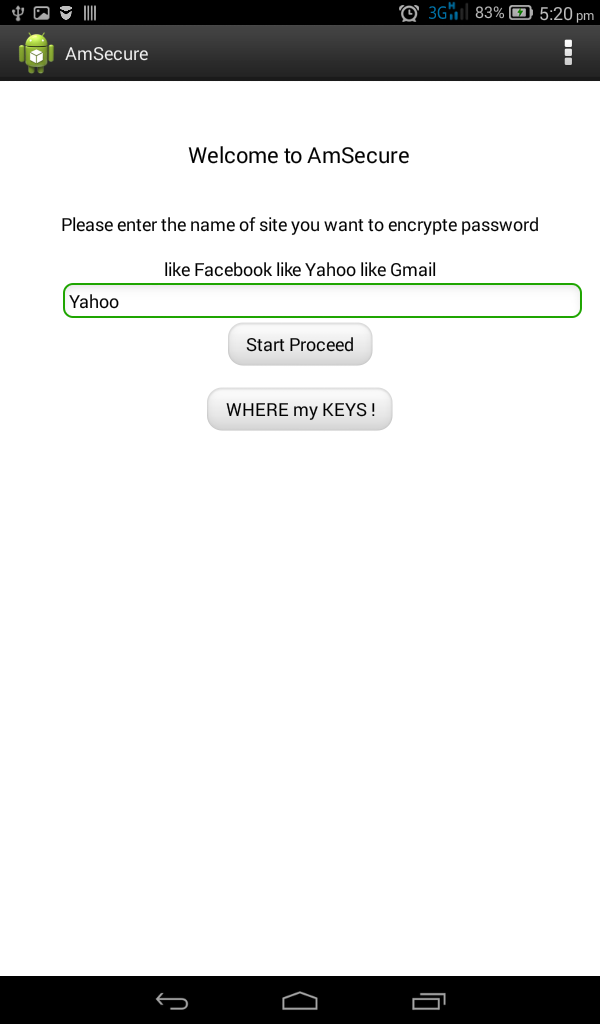 3G H 83% 5:20 pm
AmSecure
Welcome to AmSecure
Please enter the name of site you want to encrypte password
like Facebook like Yahoo like Gmail
Yahoo
Start Proceed
WHERE my KEYS !